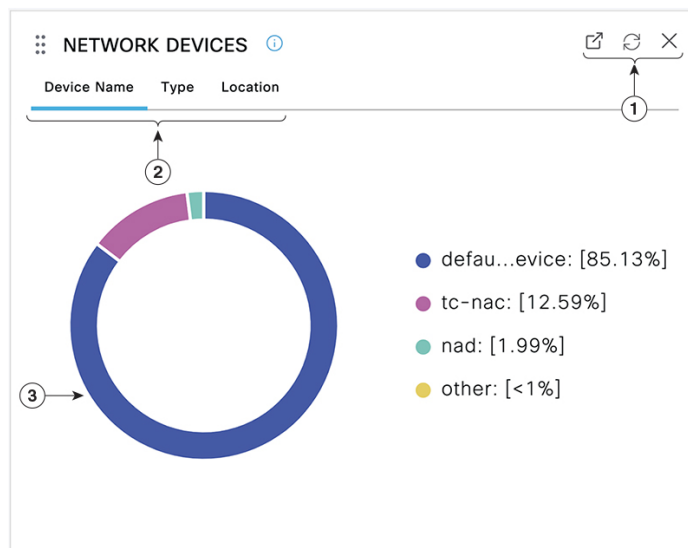 NETWORK DEVICES
Device Name Type Location
1
2
defau...evice: [85.13%]
tc-nac: [12.59%]
nad: [1.99%]
other: [<1%]
3